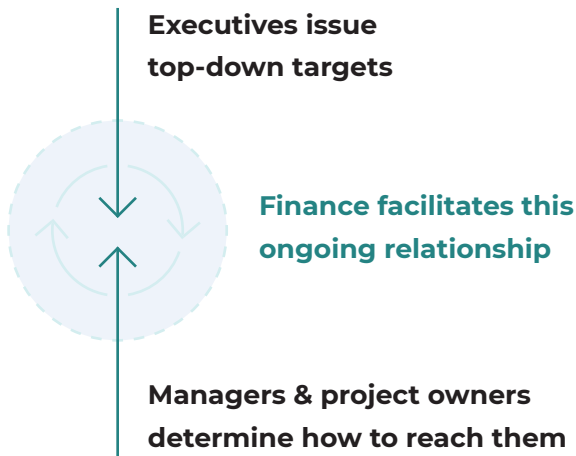 Executives issue
top-down targets
Finance facilitates this
ongoing relationship
Managers & project owners
determine how to reach them